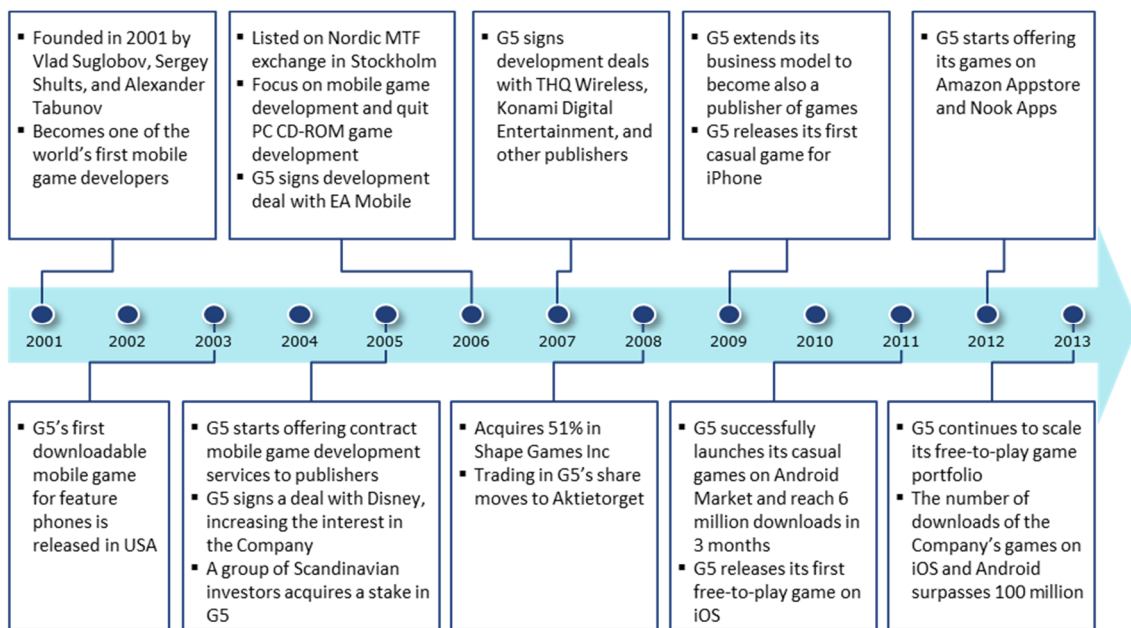 ▪ Founded in 2001 by
Vlad Suglobov, Sergey
Shults, and Alexander
Tabunov
▪ Becomes one of the
world's first mobile
game developers
▪ Listed on Nordic MTF
exchange in Stockholm
▪ Focus on mobile game
development and quit
PC CD-ROM game
development
▪ G5 signs development
deal with EA Mobile
▪ G5 signs
development deals
with THQ Wireless,
Konami Digital
Entertainment, and
other publishers
▪ G5 extends its
business model to
become also a
publisher of games
▪ G5 releases its first
casual game for
iPhone
▪ G5 starts offering
its games on
Amazon Appstore
and Nook Apps
2001 2002 2003 2004 2005 2006 2007 2008 2009 2010 2011 2012 2013
▪ G5's first
downloadable
mobile game
for feature
phones is
released in USA
▪ G5 starts offering contract
mobile game development
services to publishers
▪ G5 signs a deal with Disney,
increasing the interest in
the Company
▪ A group of Scandinavian
investors acquires a stake in
G5
▪ Acquires 51% in
Shape Games Inc
▪ Trading in G5's share
moves to Aktietorget
▪ G5 successfully
launches its casual
games on Android
Market and reach 6
million downloads in
3 months
▪ G5 releases its first
free-to-play game on
iOS
▪ G5 continues to scale
its free-to-play game
portfolio
▪ The number of
downloads of the
Company's games on
iOS and Android
surpasses 100 million